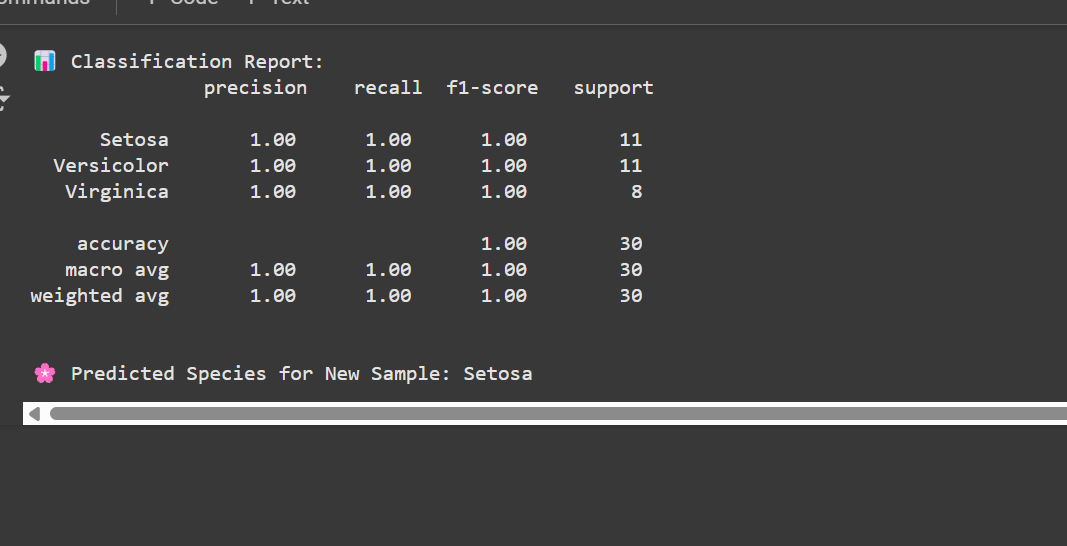 📊 Classification Report:
precision recall f1-score support
Setosa 1.00 1.00 1.00 11
Versicolor 1.00 1.00 1.00 11
Virginica 1.00 1.00 1.00 8
accuracy 1.00 30
macro avg 1.00 1.00 1.00 30
weighted avg 1.00 1.00 1.00 30
🌸 Predicted Species for New Sample: Setosa